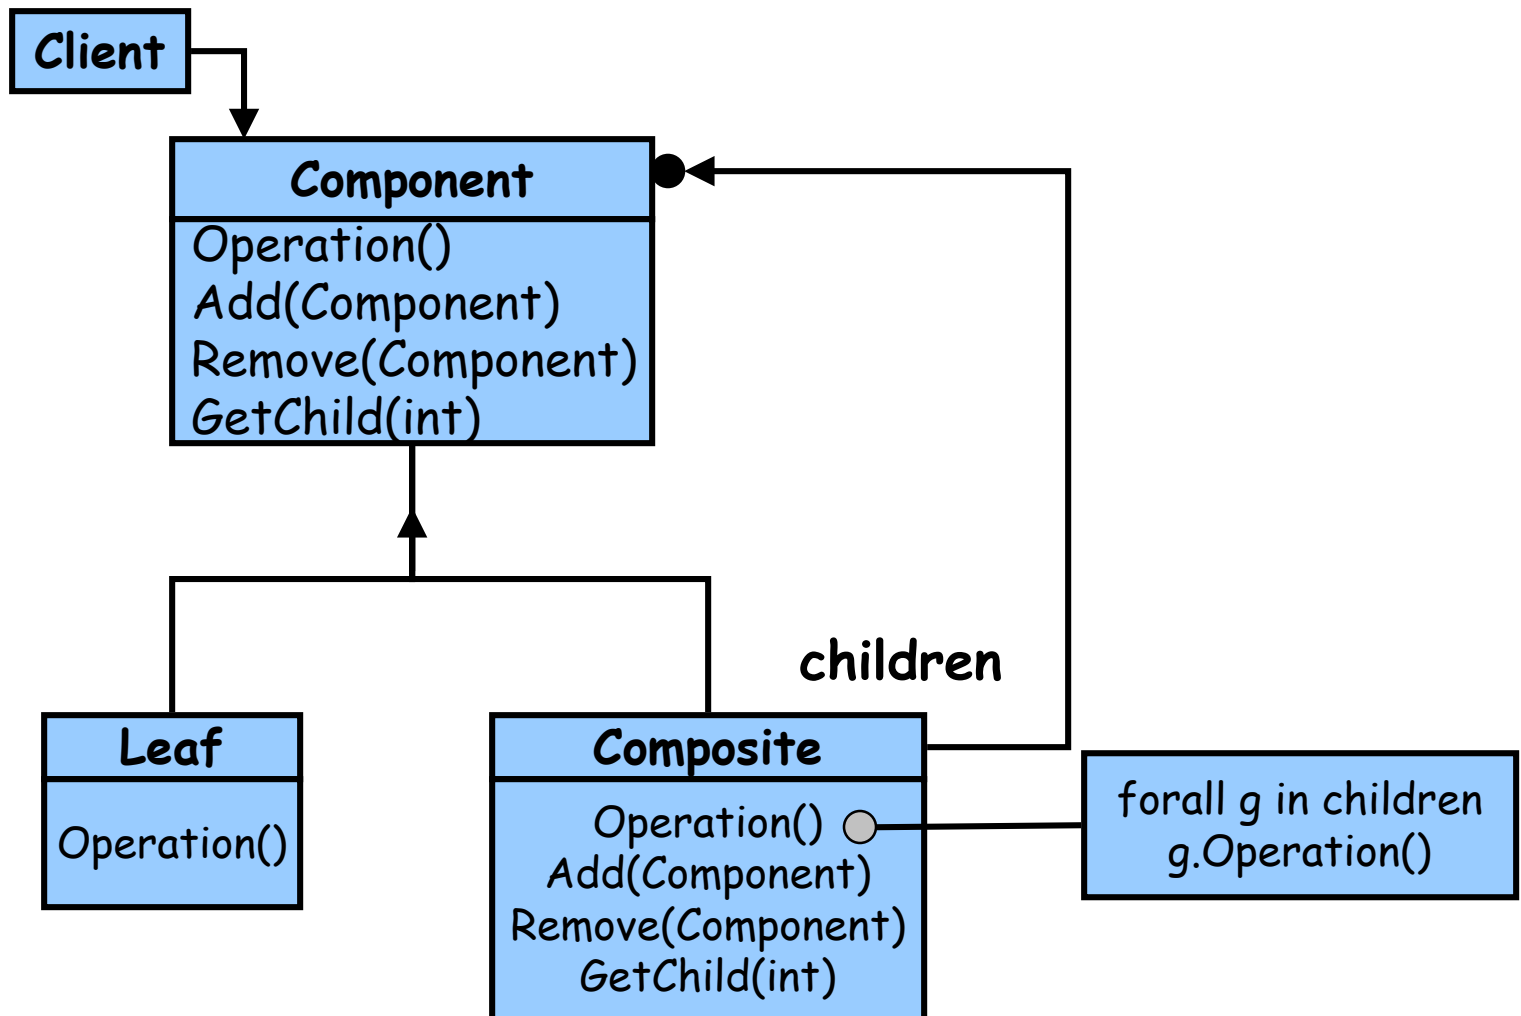 Client
Component
Operation()
Add(Component)
Remove(Component)
GetChild(int)
children
Leaf
Operation()
Composite
Operation()
Add(Component)
Remove(Component)
GetChild(int)
forall g in children
g.Operation()